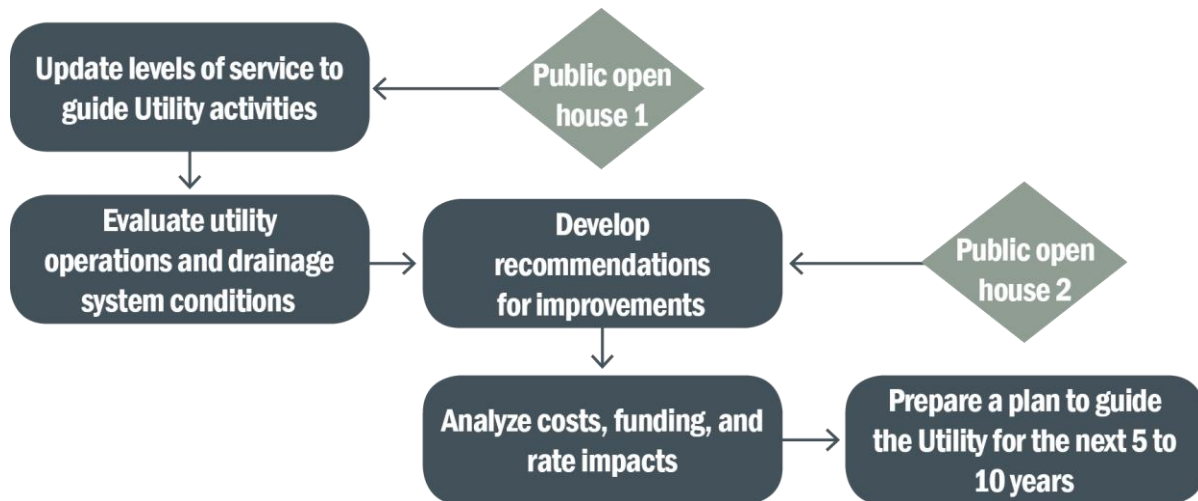 Update levels of service to
guide Utility activities
Public open
house 1
Evaluate utility
operations and drainage
system conditions
Develop
recommendations
for improvements
Public open
house 2
Analyze costs, funding, and
rate impacts
Prepare a plan to guide
the Utility for the next 5 to
10 years